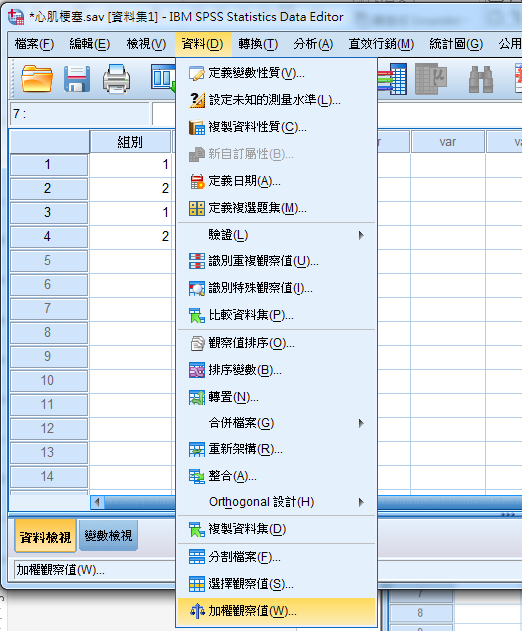 *心肌梗塞.sav [資料集1] - IBM SPSS Statistics Data Editor
檔案(F) 編輯(E) 檢視(V) 資料(D) 轉換(T) 分析(A) 直效行銷(M) 統計圖(G) 公用
7 :
組別 var
1 1
2 2
3 1
4 2
5
6
7
8
9
10
11
12
13
14
定義變數性質(V)...
設定未知的測量水準(L)...
複製資料性質(C)...
新自訂屬性(B)...
定義日期(A)...
定義複選題集(M)...
驗證(L)
識別重複觀察值(U)...
識別特殊觀察值(I)...
比較資料集(P)...
觀察值排序(O)...
排序變數(B)...
轉置(N)...
合併檔案(G)
重新架構(R)...
整合(A)...
Orthogonal 設計(H)
複製資料集(D)
分割檔案(F)...
選擇觀察值(S)...
加權觀察值(W)...
資料檢視 變數檢視
加權觀察值(W)...
7
8
9